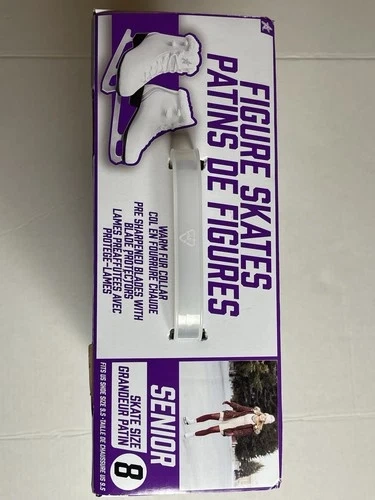 FIGURE SKATES
PATINS DE FIGURES
WARM FUR COLLAR
COL EN FOURRURE CHAUDE
PRE SHARPENED BLADES WITH
BLADE PROTECTORS
LAMES PREAFFUTEES AVEC
PROTEGE-LAMES
SENIOR
SKATE SIZE
GRANDEUR PATIN
8
FITS US SHOE SIZE 9.5 - TAILLE DE CHAUSSURE US 9.5